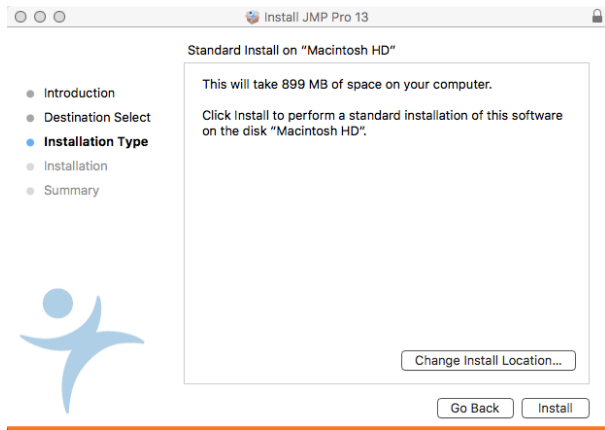 Install JMP Pro 13
Standard Install on “Macintosh HD”
Introduction
Destination Select
Installation Type
Installation
Summary
This will take 899 MB of space on your computer.
Click Install to perform a standard installation of this software
on the disk “Macintosh HD”.
Change Install Location...
Go Back
Install